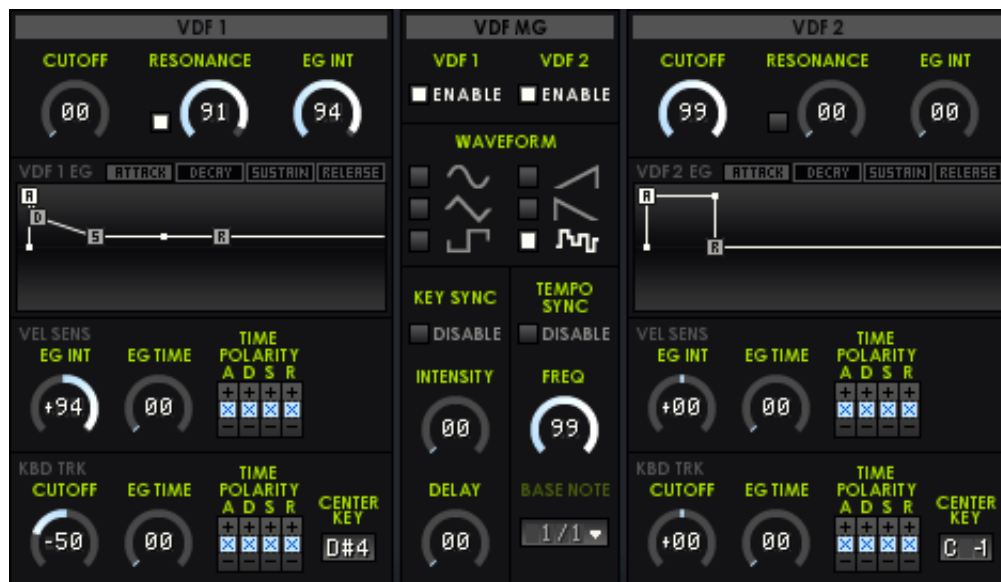 VDF 1
CUTOFF RESONANCE EG INT
00 91 94
VDF 1 EG ATTACK DECAY SUSTAIN RELEASE
A
D
S R
VEL SENS
EG INT EG TIME TIME POLARITY
A D S R
+94 00
KBD TRK
CUTOFF EG TIME TIME POLARITY
A D S R
CENTER KEY
-50 00 D#4
VDF MG
VDF 1 VDF 2
ENABLE ENABLE
WAVEFORM
KEY SYNC TEMPO SYNC
DISABLE DISABLE
INTENSITY FREQ
00 99
DELAY BASE NOTE
00 1/1
VDF 2
CUTOFF RESONANCE EG INT
99 00 00
VDF 2 EG ATTACK DECAY SUSTAIN RELEASE
A
R
VEL SENS
EG INT EG TIME TIME POLARITY
A D S R
+00 00
KBD TRK
CUTOFF EG TIME TIME POLARITY
A D S R
CENTER KEY
+00 00 C -1